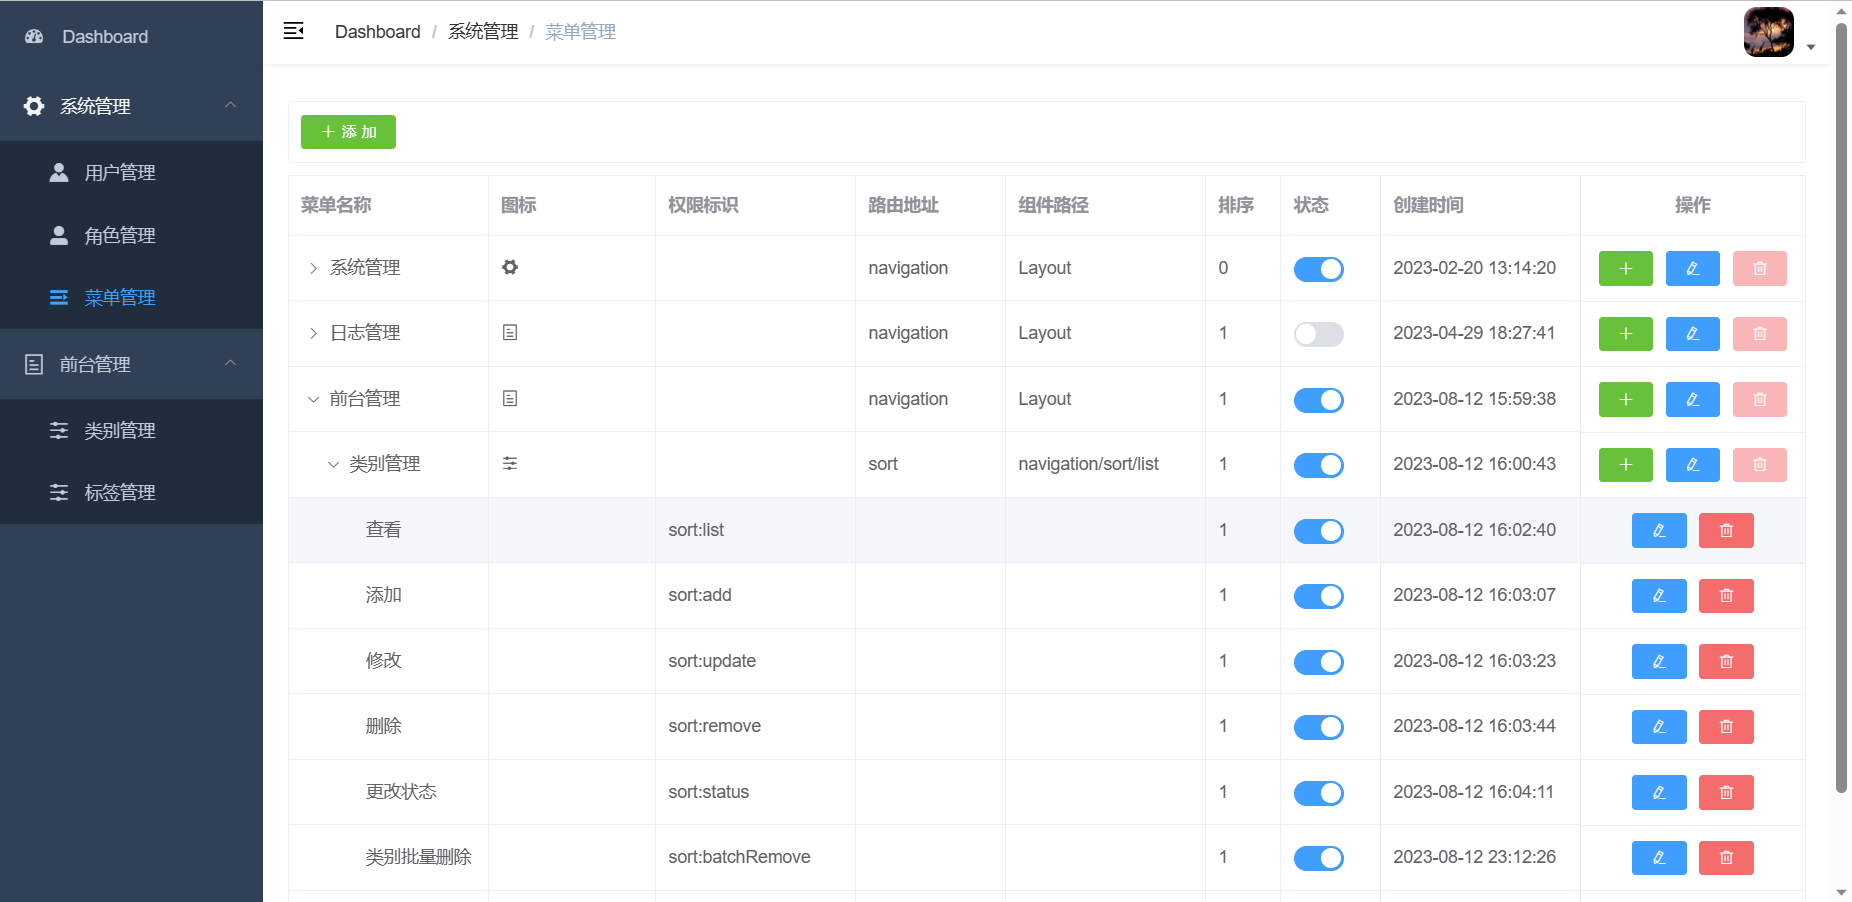 Dashboard
系统管理
用户管理
角色管理
菜单管理
前台管理
类别管理
标签管理
Dashboard / 系统管理 / 菜单管理
添 加
菜单名称 图标 权限标识 路由地址 组件路径 排序 状态 创建时间 操作
系统管理 navigation Layout 0 2023-02-20 13:14:20
日志管理 navigation Layout 1 2023-04-29 18:27:41
前台管理 navigation Layout 1 2023-08-12 15:59:38
类别管理 sort navigation/sort/list 1 2023-08-12 16:00:43
查看 sort:list 1 2023-08-12 16:02:40
添加 sort:add 1 2023-08-12 16:03:07
修改 sort:update 1 2023-08-12 16:03:23
删除 sort:remove 1 2023-08-12 16:03:44
更改状态 sort:status 1 2023-08-12 16:04:11
类别批量删除 sort:batchRemove 1 2023-08-12 23:12:26